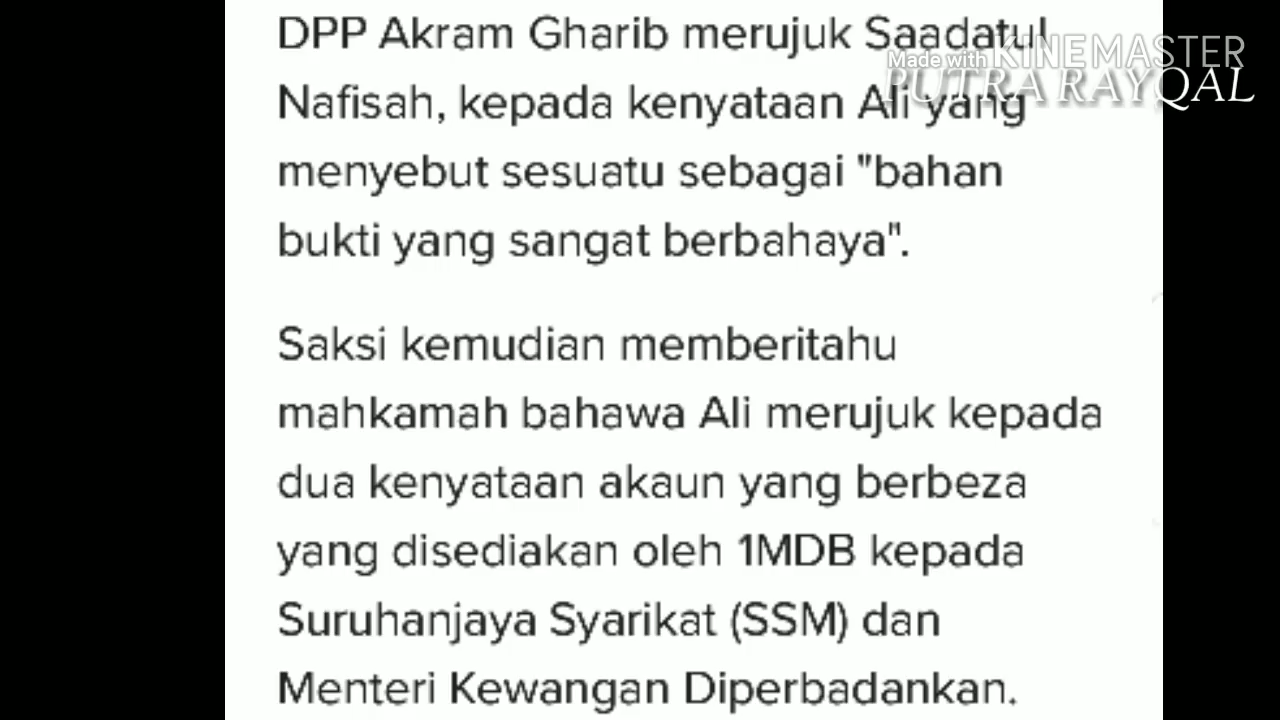 DPP Akram Gharib merujuk Saadatul
Made with KINEMASTER
PUTRA RAYQAL
Nafisah, kepada kenyataan Ali yang
menyebut sesuatu sebagai "bahan
bukti yang sangat berbahaya".
Saksi kemudian memberitahu
mahkamah bahawa Ali merujuk kepada
dua kenyataan akaun yang berbeza
yang disediakan oleh 1MDB kepada
Suruhanjaya Syarikat (SSM) dan
Menteri Kewangan Diperbadankan.